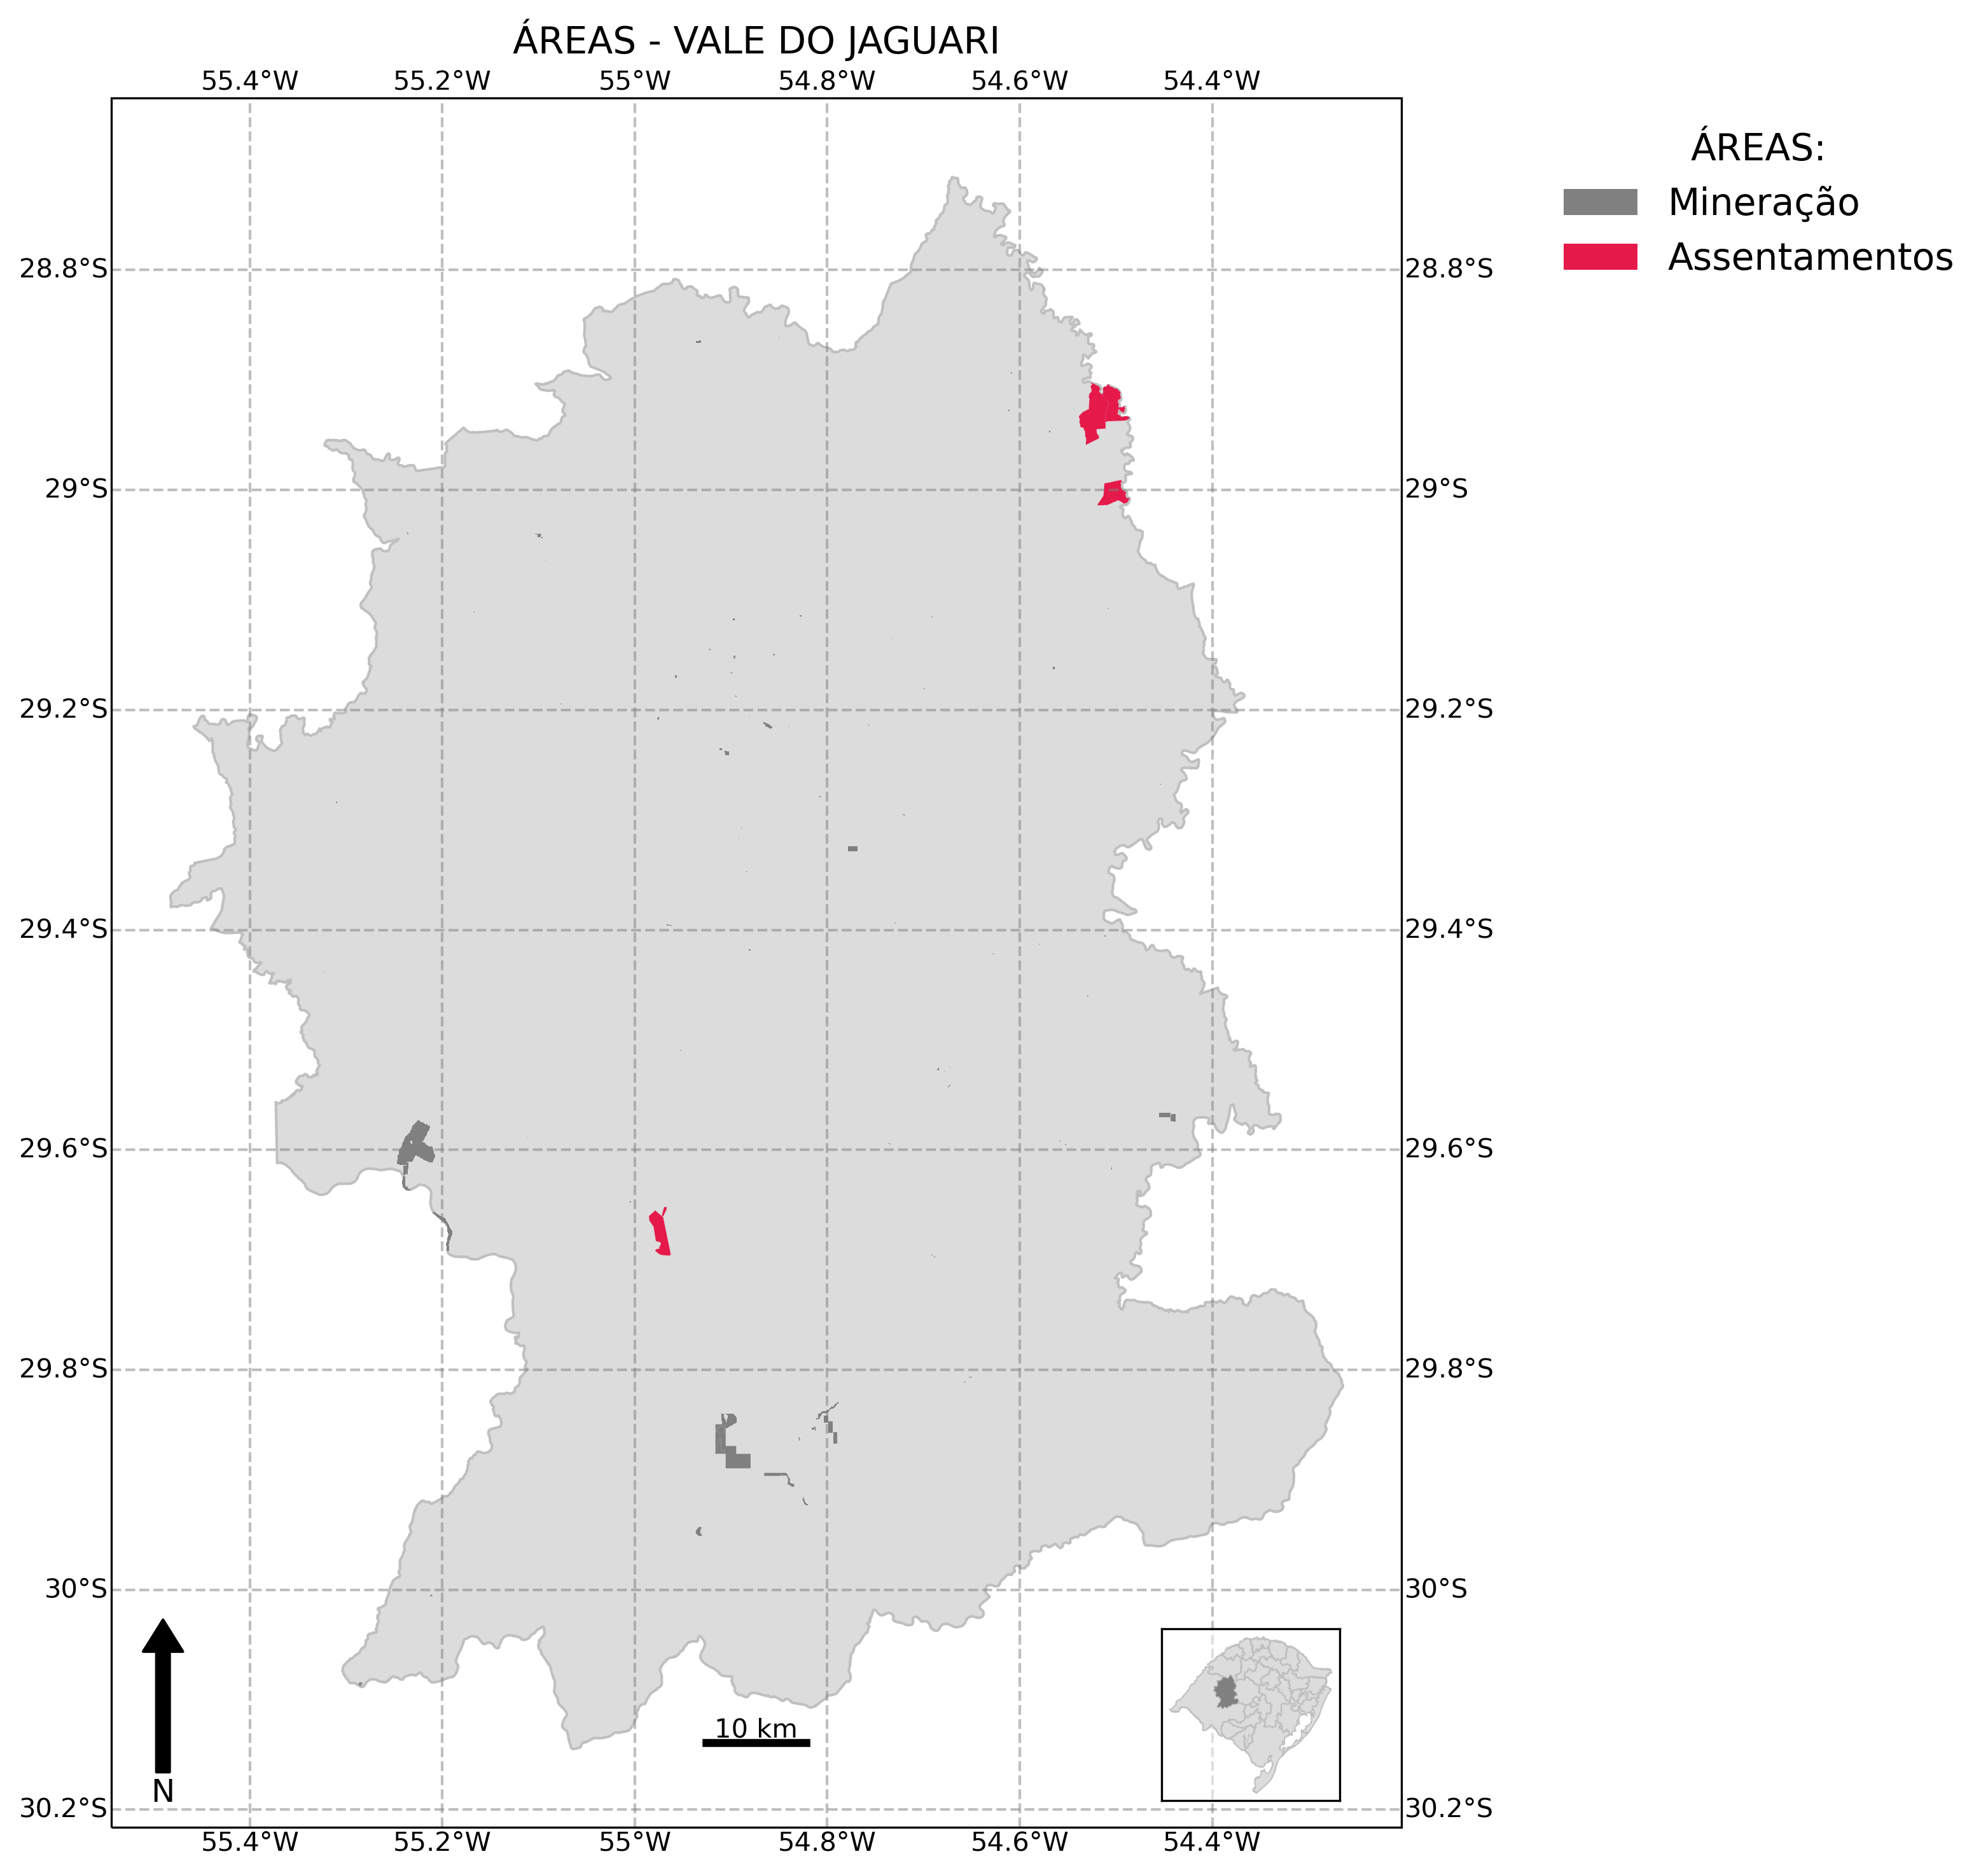 ÁREAS - VALE DO JAGUARI
55.4°W 55.2°W 55°W 54.8°W 54.6°W 54.4°W
ÁREAS:
Mineração
Assentamentos
28.8°S 28.8°S
29°S 29°S
29.2°S 29.2°S
29.4°S 29.4°S
29.6°S 29.6°S
29.8°S 29.8°S
30°S 30°S
10 km
N
30.2°S 30.2°S
55.4°W 55.2°W 55°W 54.8°W 54.6°W 54.4°W